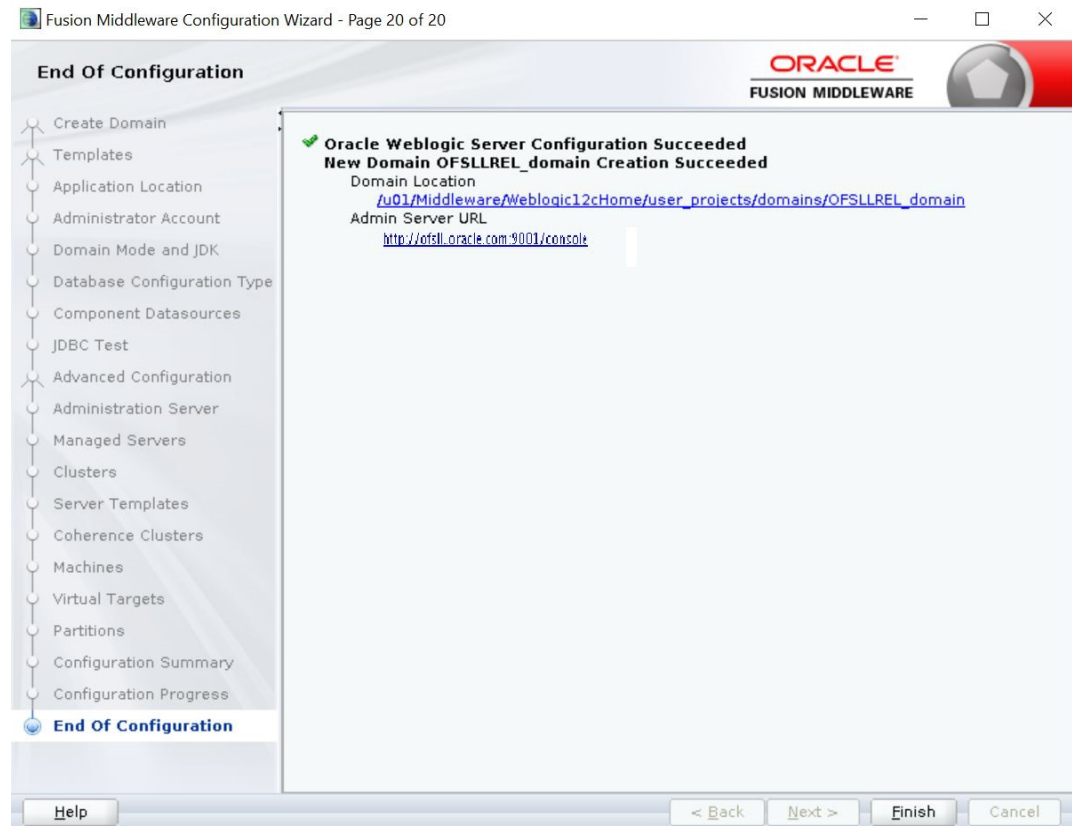 Fusion Middleware Configuration Wizard - Page 20 of 20
End Of Configuration
ORACLE
FUSION MIDDLEWARE
Create Domain
Templates
Application Location
Administrator Account
Domain Mode and JDK
Database Configuration Type
Component Datasources
JDBC Test
Advanced Configuration
Administration Server
Managed Servers
Clusters
Server Templates
Coherence Clusters
Machines
Virtual Targets
Partitions
Configuration Summary
Configuration Progress
End Of Configuration
Oracle Weblogic Server Configuration Succeeded
New Domain OFSLLREL_domain Creation Succeeded
Domain Location
/u01/Middleware/Weblogic12cHome/user_projects/domains/OFSLLREL_domain
Admin Server URL
http://ofsll.oracle.com:9001/console
Help
< Back
Next >
Finish
Cancel